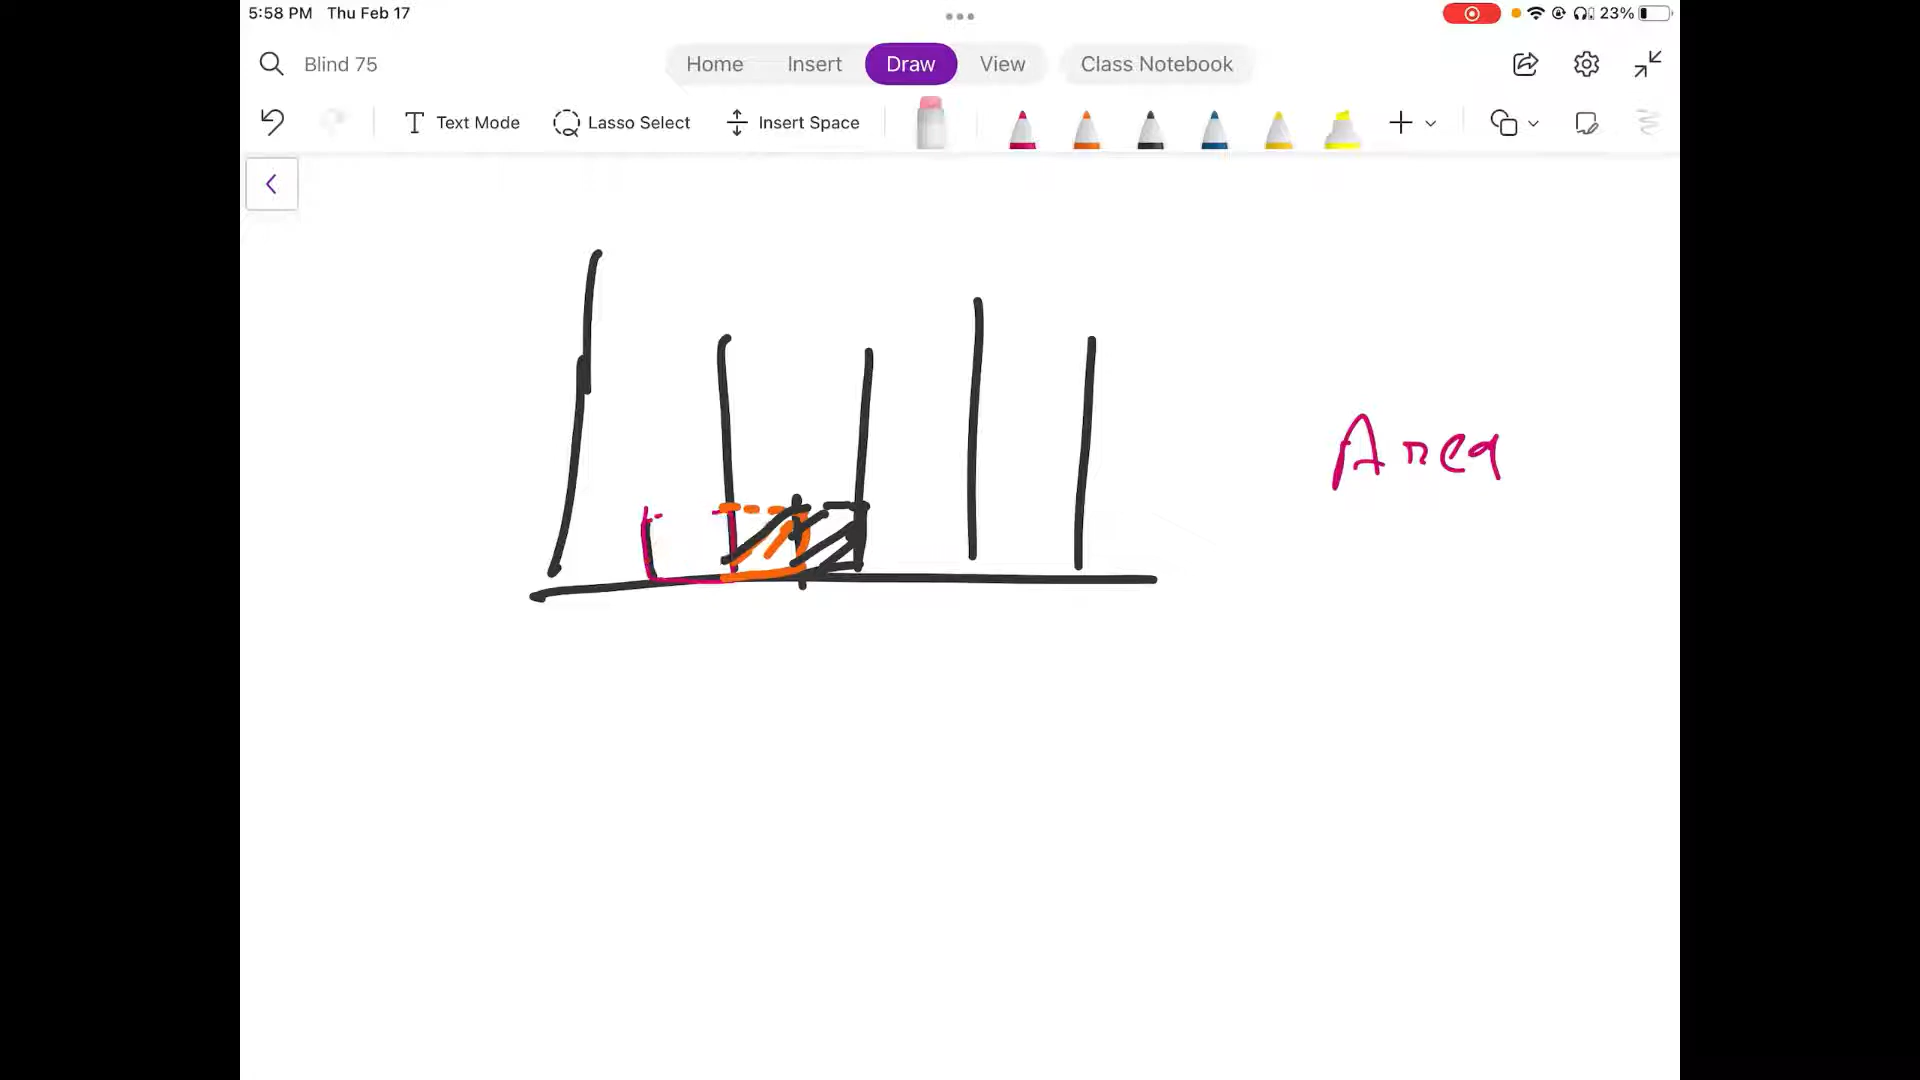 5:58 PM Thu Feb 17 23%
Blind 75 Home Insert Draw View Class Notebook
Text Mode Lasso Select Insert Space
Area